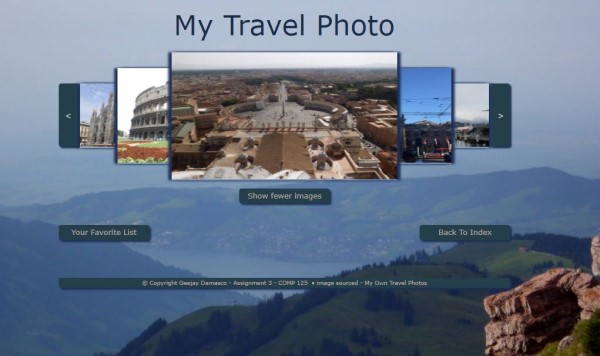 My Travel Photo
<
>
Show fewer images
Your Favorite List
Back To Index
© Copyright Geejay Damasco - Assignment 3 - COMP 125 • image sourced - My Own Travel Photos